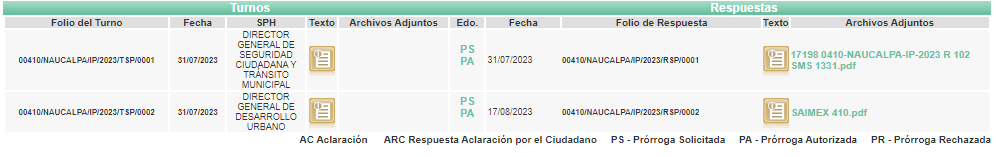 Turnos Respuestas
Folio del Turno Fecha SPH Texto Archivos Adjuntos Edo. Fecha Folio de Respuesta Texto Archivos Adjuntos
00410/NAUCALPA/IP/2023/TSP/0001 31/07/2023 DIRECTOR GENERAL DE SEGURIDAD CIUDADANA Y TRÁNSITO MUNICIPAL PS PA 31/07/2023 00410/NAUCALPA/IP/2023/RSP/0001 17198 0410-NAUCALPA-IP-2023 R 102 SMS 1331.pdf
00410/NAUCALPA/IP/2023/TSP/0002 31/07/2023 DIRECTOR GENERAL DE DESARROLLO URBANO PS PA 17/08/2023 00410/NAUCALPA/IP/2023/RSP/0002 SAIMEX 410.pdf
AC Aclaración ARC Respuesta Aclaración por el Ciudadano PS - Prórroga Solicitada PA - Prórroga Autorizada PR - Prórroga Rechazada